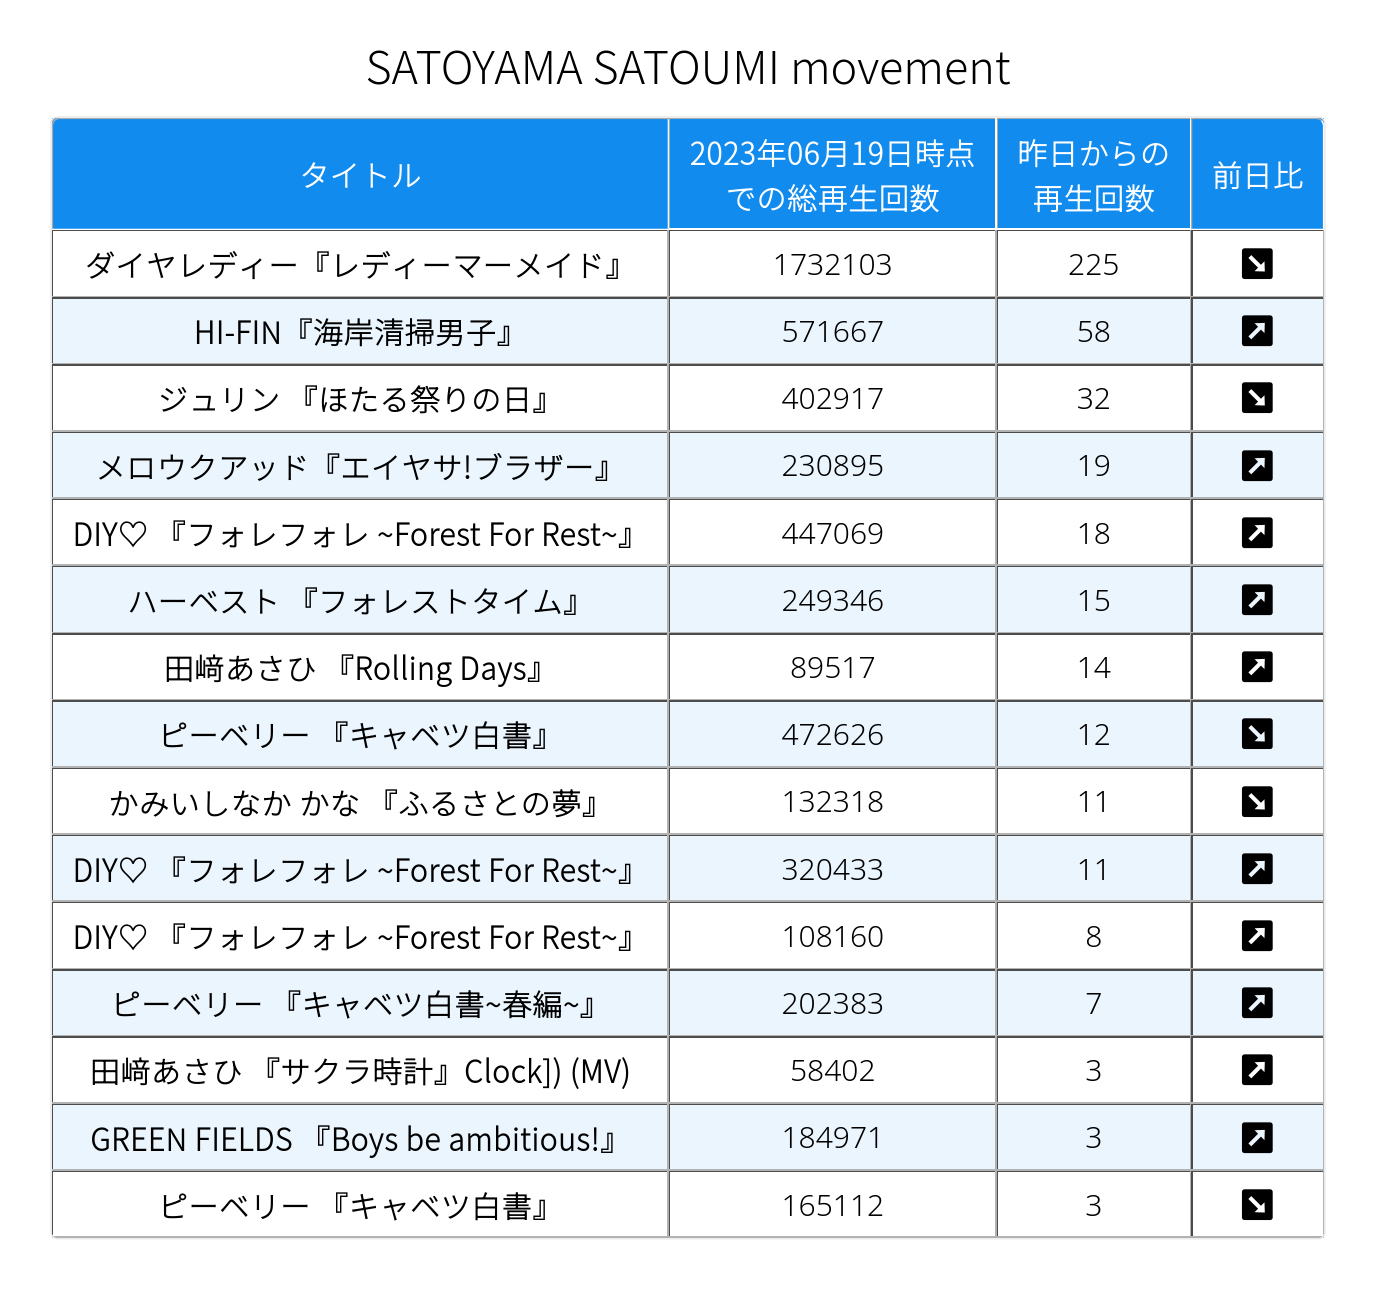 SATOYAMA SATOUMI movement
タイトル
2023年06月19日時点
での総再生回数
昨日からの
再生回数
前日比
ダイヤレディー『レディーマーメイド』 1732103 225
HI-FIN『海岸清掃男子』 571667 58
ジュリン 『ほたる祭りの日』 402917 32
メロウクアッド『エイヤサ!ブラザー』 230895 19
DIY♡ 『フォレフォレ ~Forest For Rest~』 447069 18
ハーベスト 『フォレストタイム』 249346 15
田﨑あさひ 『Rolling Days』 89517 14
ピーベリー 『キャベツ白書』 472626 12
かみいしなか かな 『ふるさとの夢』 132318 11
DIY♡ 『フォレフォレ ~Forest For Rest~』 320433 11
DIY♡ 『フォレフォレ ~Forest For Rest~』 108160 8
ピーベリー 『キャベツ白書~春編~』 202383 7
田﨑あさひ 『サクラ時計』Clock]) (MV) 58402 3
GREEN FIELDS 『Boys be ambitious!』 184971 3
ピーベリー 『キャベツ白書』 165112 3